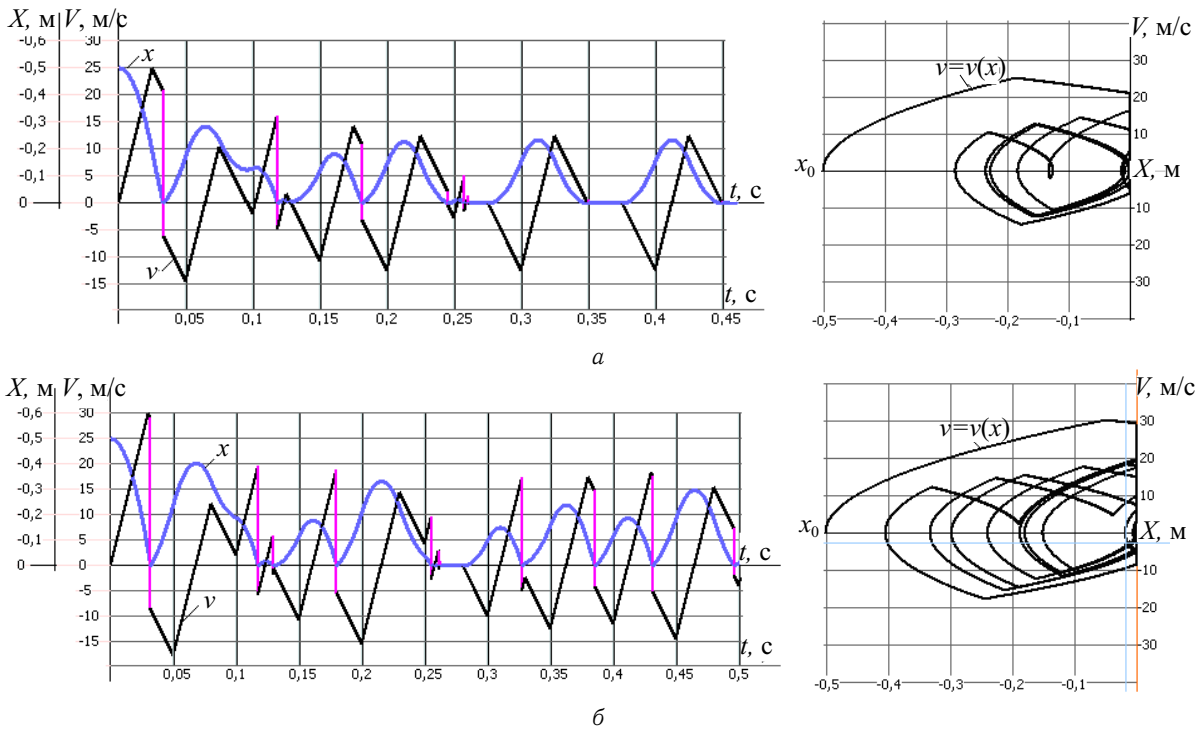 X, м V, м/с
-0,6 30
-0,5 25
-0,4 20
-0,3 15
-0,2 10
-0,1 5
0 0
-5
-10
-15
x
v
t, с
0,05 0,1 0,15 0,2 0,25 0,3 0,35 0,4 0,45
t, с
V, м/с
30
v=v(x)
20
10
x0
X, м
10
20
30
-0,5 -0,4 -0,3 -0,2 -0,1
а
X, м V, м/с
-0,6 30
-0,5 25
-0,4 20
-0,3 15
-0,2 10
-0,1 5
0 0
-5
-10
-15
x
v
t, с
0,05 0,1 0,15 0,2 0,25 0,3 0,35 0,4 0,45 0,5
t, с
V, м/с
30
v=v(x)
20
10
x0
X, м
10
20
30
-0,5 -0,4 -0,3 -0,2 -0,1
б